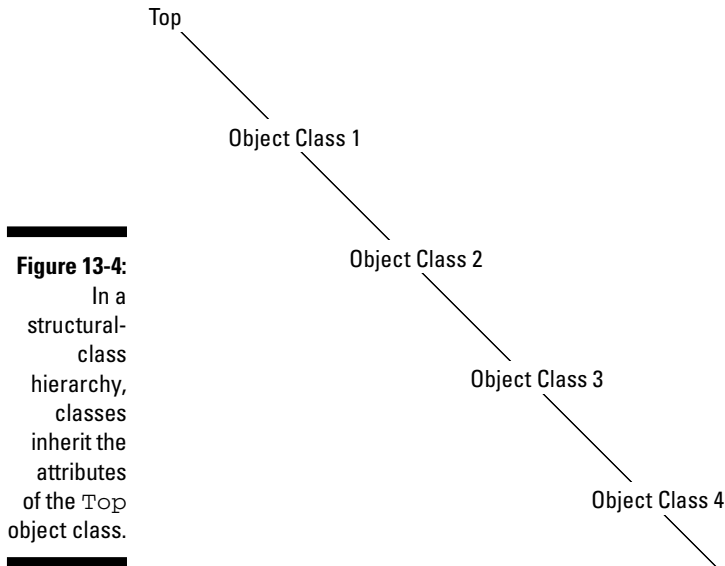 Top
Object Class 1
Object Class 2
Object Class 3
Object Class 4
Figure 13-4:
In a
structural-
class
hierarchy,
classes
inherit the
attributes
of the Top
object class.